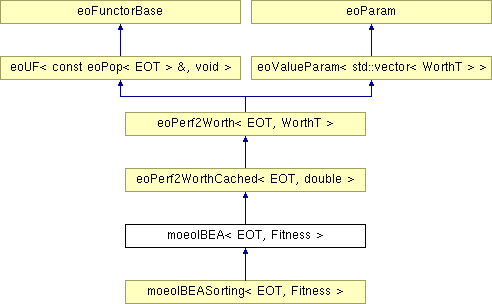 eoFunctorBase
eoParam
eoUF< const eoPop< EOT > &, void >
eoValueParam< std::vector< WorthT > >
eoPerf2Worth< EOT, WorthT >
eoPerf2WorthCached< EOT, double >
moeoIBEA< EOT, Fitness >
moeoIBEASorting< EOT, Fitness >